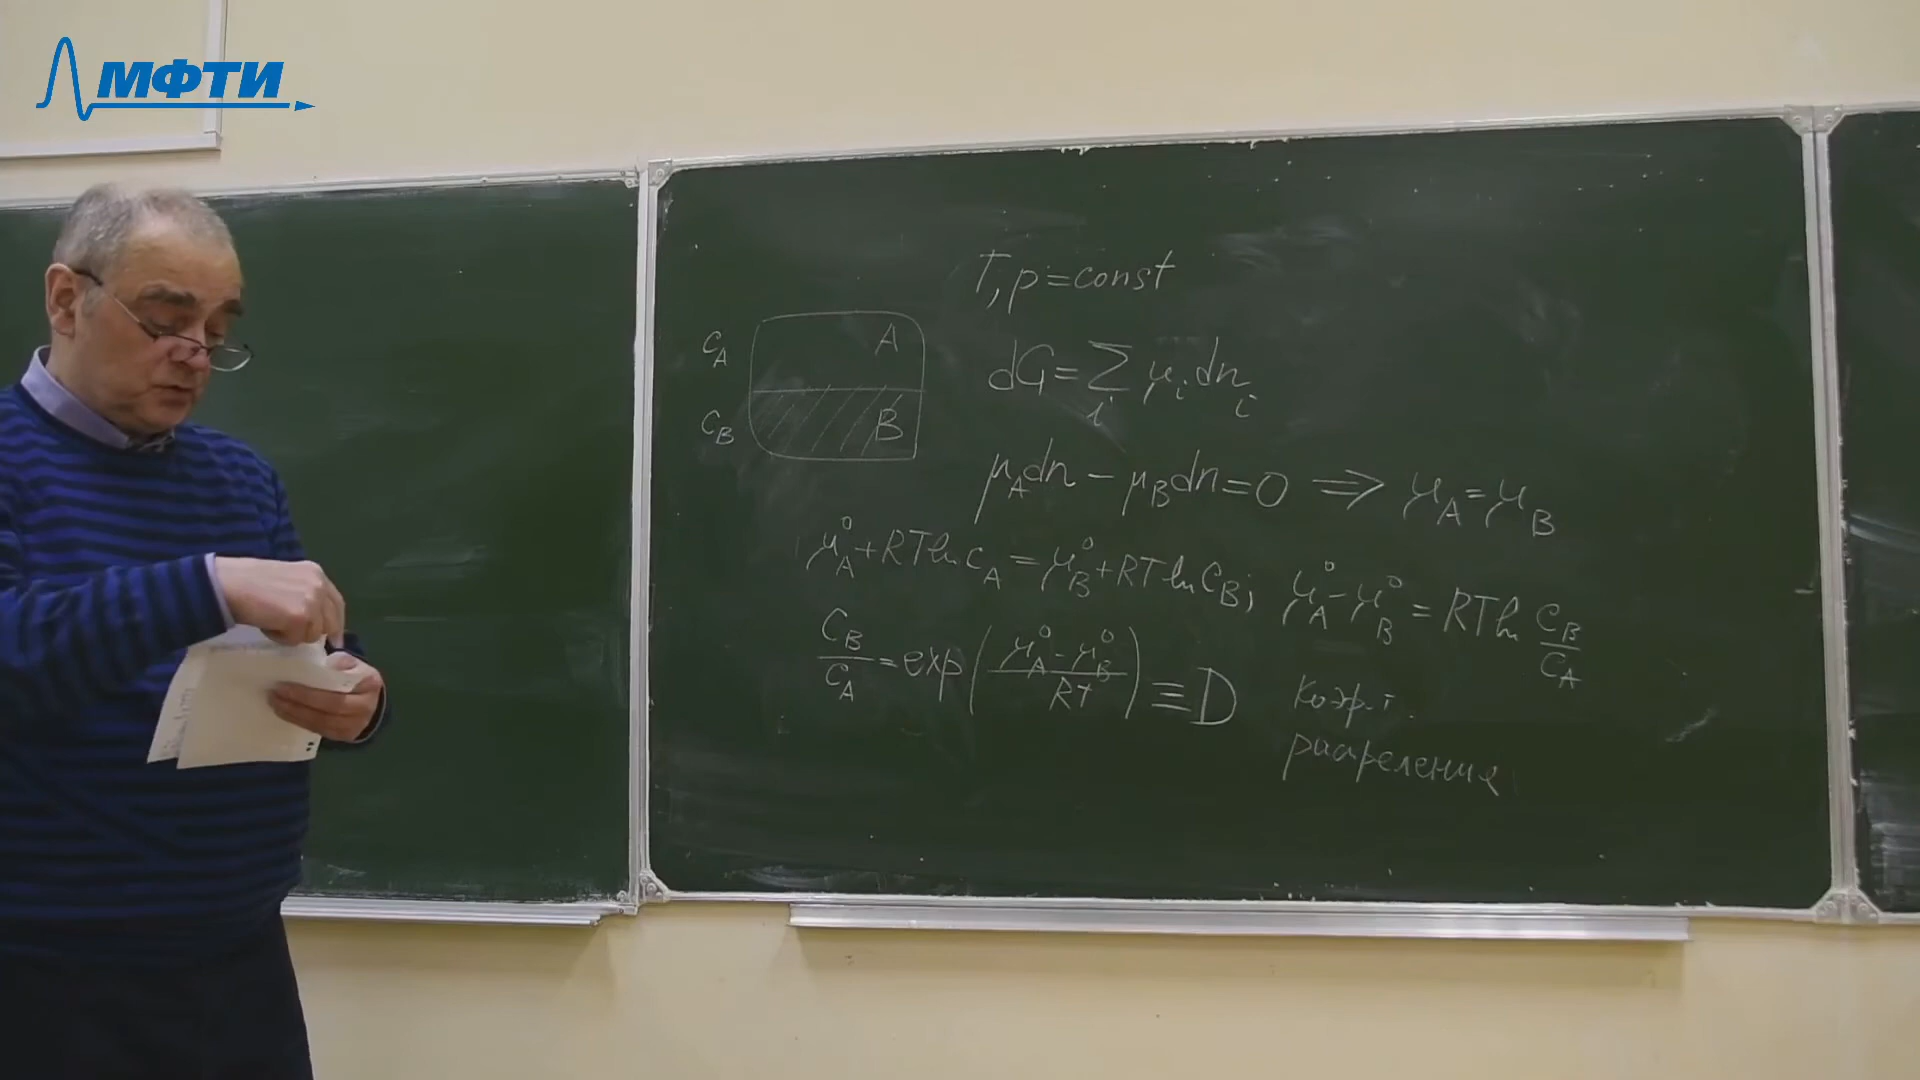 МФТИ
T, p = const
C_A A
dG = Σ_i μ_i dn_i
C_B B
μ_A dn − μ_B dn = 0 ⇒ μ_A = μ_B
μ_A^0 + RT ln C_A = μ_B^0 + RT ln C_B; μ_A^0 − μ_B^0 = RT ln C_B/C_A
C_B/C_A = exp((μ_A^0 − μ_B^0)/RT) ≡ D
Коэф-т.
распределения